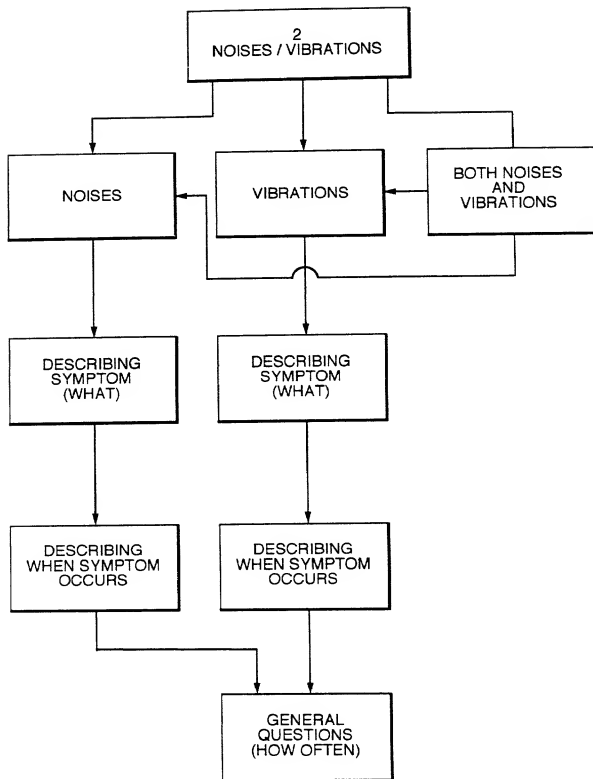 2
NOISES / VIBRATIONS
NOISES
VIBRATIONS
BOTH NOISES
AND
VIBRATIONS
DESCRIBING
SYMPTOM
(WHAT)
DESCRIBING
SYMPTOM
(WHAT)
DESCRIBING
WHEN SYMPTOM
OCCURS
DESCRIBING
WHEN SYMPTOM
OCCURS
GENERAL
QUESTIONS
(HOW OFTEN)